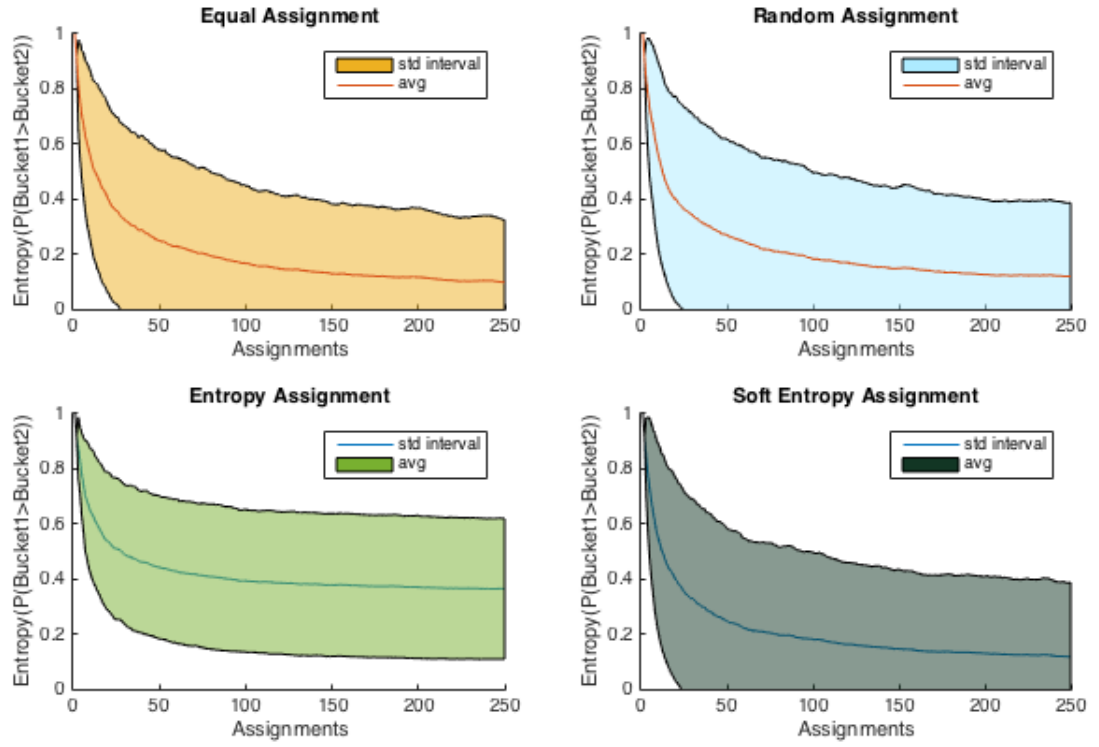 Equal Assignment
Entropy(P(Bucket1>Bucket2))
1
0.8
0.6
0.4
0.2
0
std interval
avg
0 50 100 150 200 250
Assignments
Random Assignment
Entropy(P(Bucket1>Bucket2))
1
0.8
0.6
0.4
0.2
0
std interval
avg
0 50 100 150 200 250
Assignments
Entropy Assignment
Entropy(P(Bucket1>Bucket2))
1
0.8
0.6
0.4
0.2
0
std interval
avg
0 50 100 150 200 250
Assignments
Soft Entropy Assignment
Entropy(P(Bucket1>Bucket2))
1
0.8
0.6
0.4
0.2
0
std interval
avg
0 50 100 150 200 250
Assignments